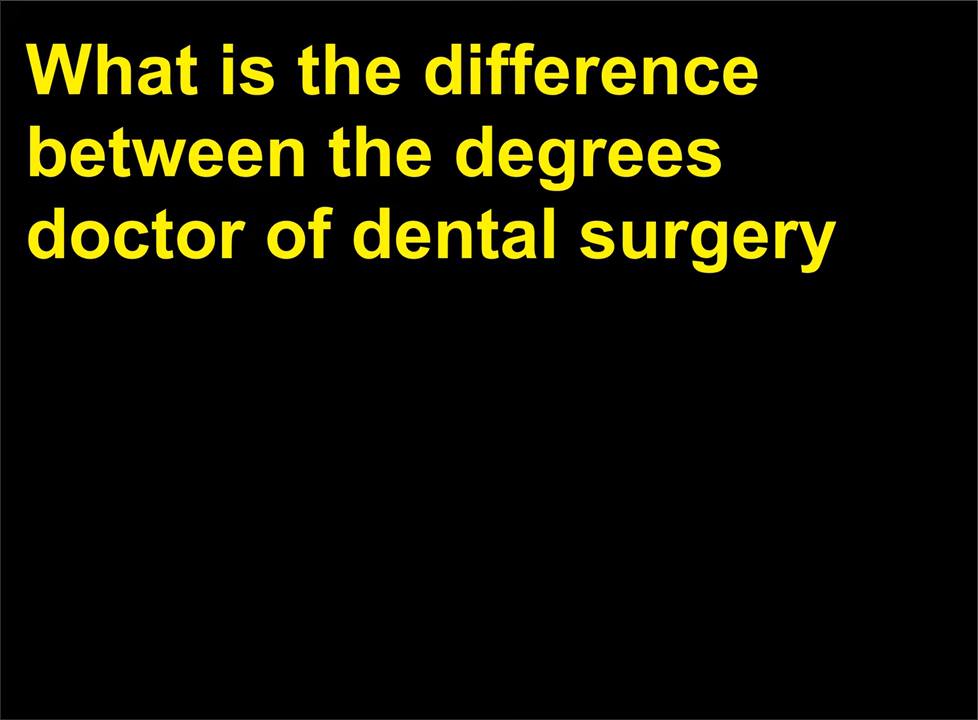 What is the difference
between the degrees
doctor of dental surgery